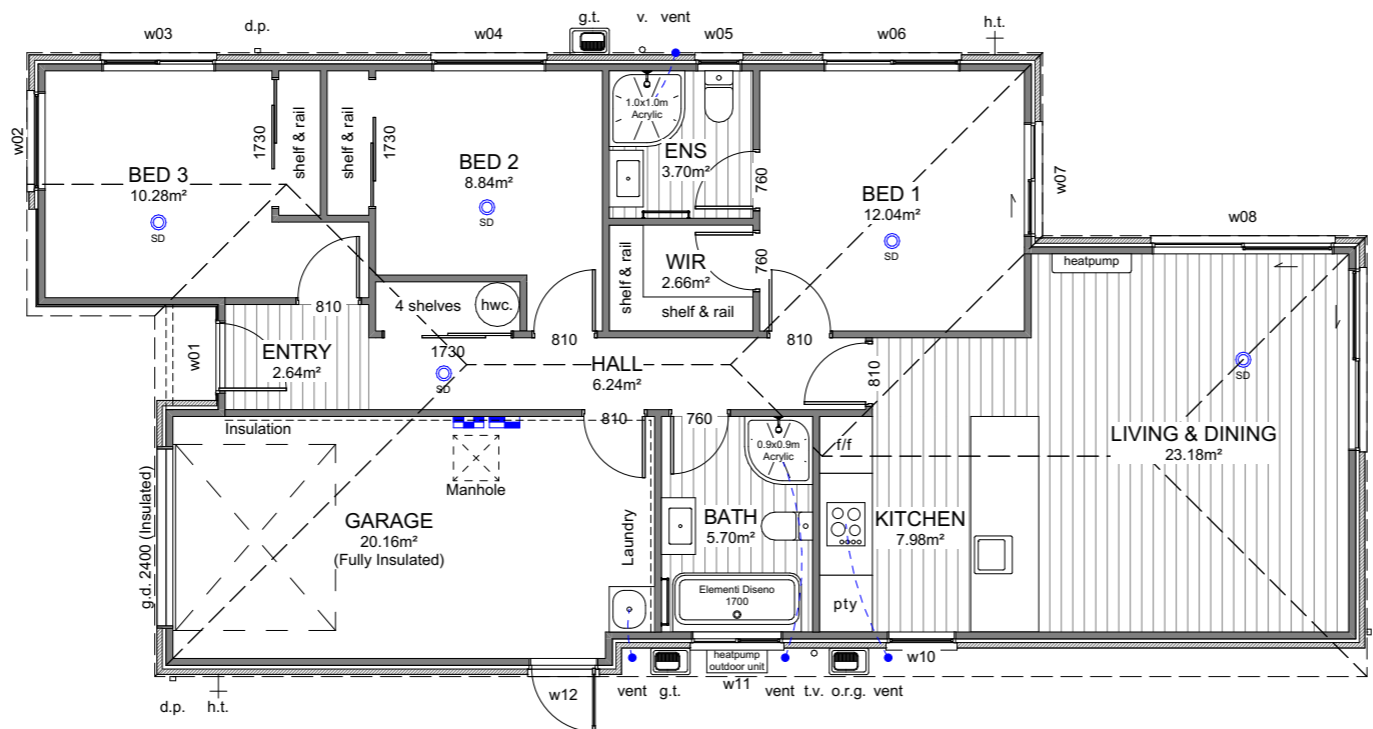 g.t.
v.
vent
h.t.
w03
d.p.
w04
w05
w06
w02
BED 3
10.28m²
SD
1730
shelf & rail
shelf & rail
1730
BED 2
8.84m²
SD
1.0x1.0m
Acrylic
ENS
3.70m²
760
BED 1
12.04m²
SD
w07
w08
heatpump
WIR
2.66m²
760
shelf & rail
shelf & rail
4 shelves
hwc.
810
w01
ENTRY
2.64m²
1730
SD
810
HALL
6.24m²
810
810
SD
Insulation
810
760
0.9x0.9m
Acrylic
f/f
LIVING & DINING
23.18m²
Manhole
g.d. 2400 (Insulated)
GARAGE
20.16m²
(Fully Insulated)
Laundry
BATH
5.70m²
KITCHEN
7.98m²
Elementi Diseno
1700
pty
heatpump
outdoor unit
w10
w11
w12
vent
g.t.
vent
t.v.
o.r.g.
vent
d.p.
h.t.